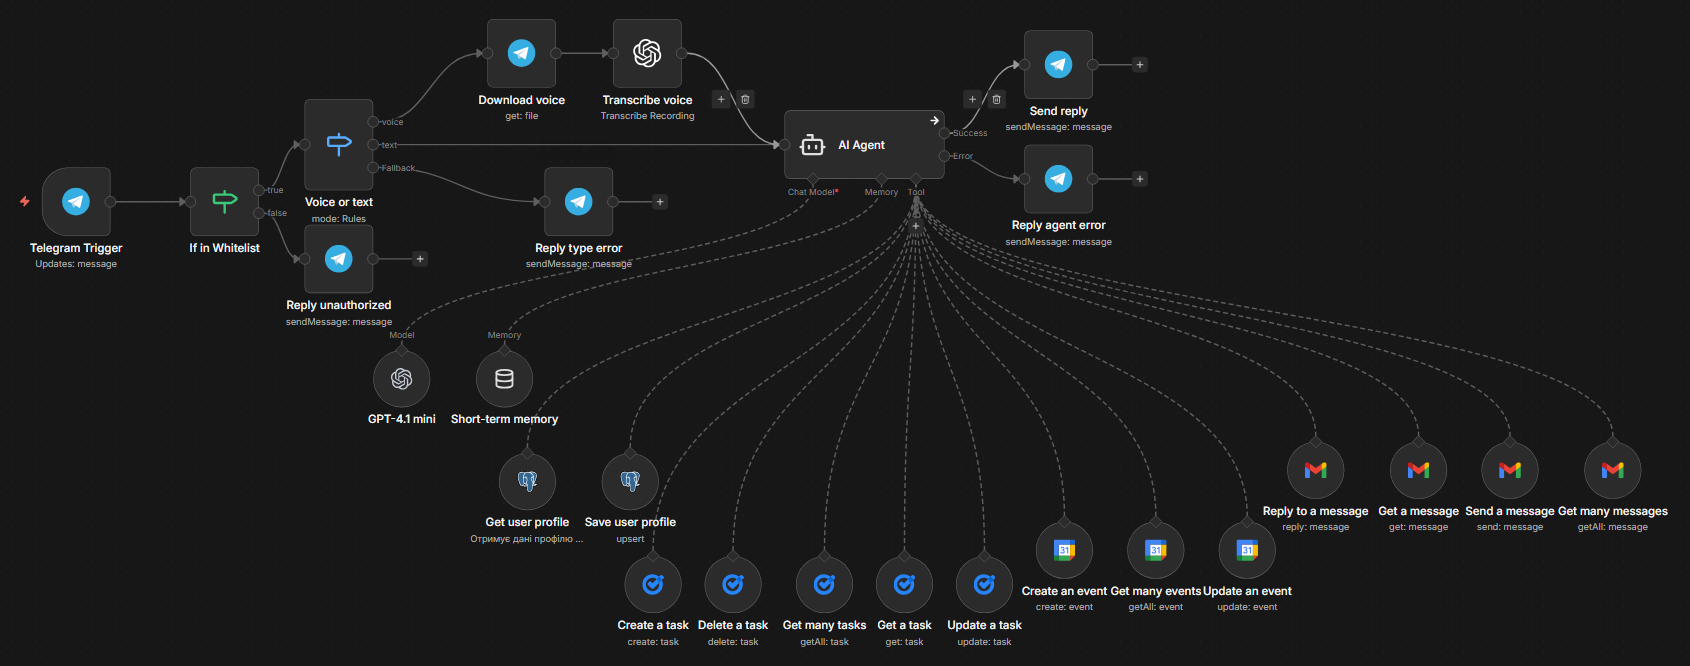 Download voice
get: file
Transcribe voice
Transcribe Recording
Send reply
sendMessage: message
voice
text
Fallback
Voice or text
mode: Rules
AI Agent
Success
Error
Chat Model*
Memory
Tool
true
false
Telegram Trigger
Updates: message
If in Whitelist
Reply type error
sendMessage: message
Reply agent error
sendMessage: message
Reply unauthorized
sendMessage: message
Model
Memory
GPT-4.1 mini
Short-term memory
Get user profile
Отримує дані профілю ...
Save user profile
upsert
Reply to a message
reply: message
Get a message
get: message
Send a message
send: message
Get many messages
getAll: message
31
31
31
Create an event
create: event
Get many events
getAll: event
Update an event
update: event
Create a task
create: task
Delete a task
delete: task
Get many tasks
getAll: task
Get a task
get: task
Update a task
update: task